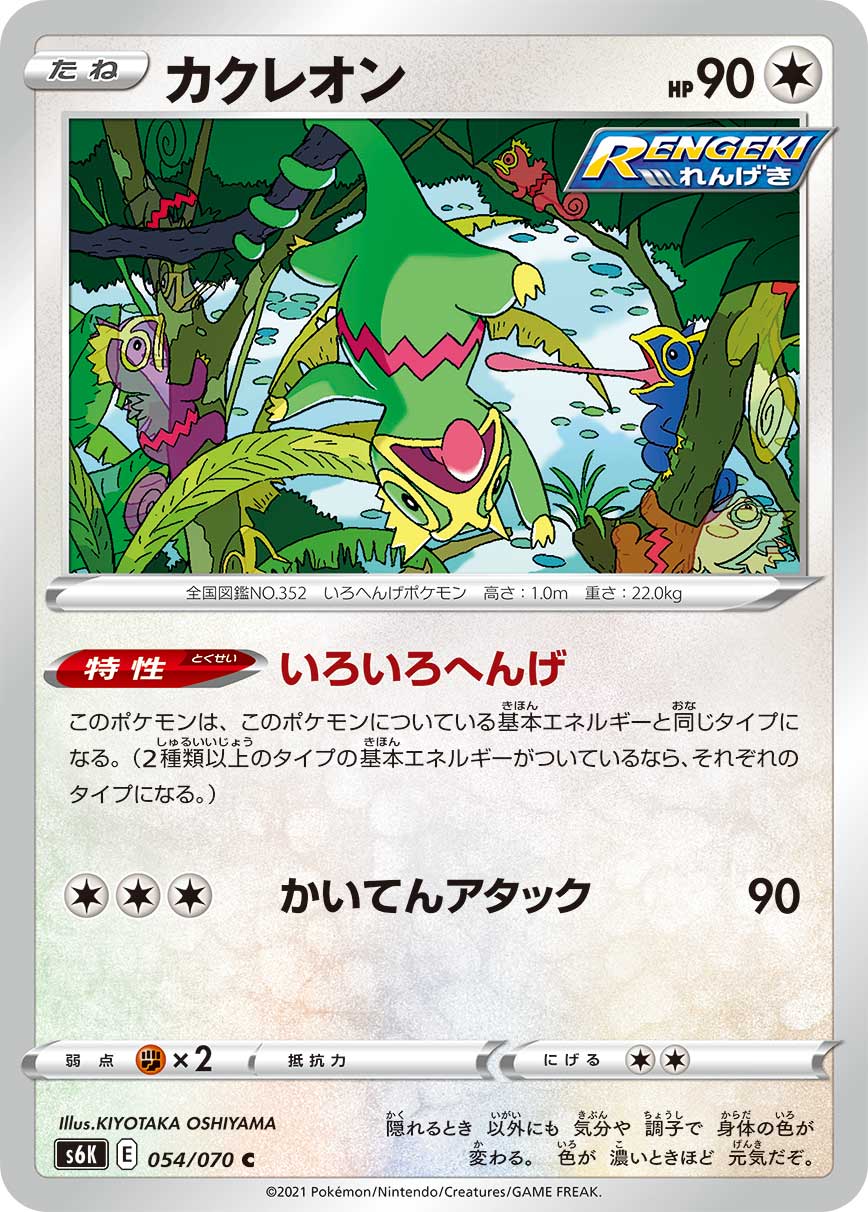 たね カクレオン HP 90
RENGEKI
れんげき
全国図鑑NO.352 いろへんげポケモン 高さ:1.0m 重さ:22.0kg
特性 とくせい いろいろへんげ
このポケモンは、このポケモンについている基本エネルギーと同じタイプに
なる。(2種類以上のタイプの基本エネルギーがついているなら、それぞれの
タイプになる。)
かいてんアタック 90
弱点 ×2 抵抗力 にげる
Illus.KIYOTAKA OSHIYAMA
隠れるとき 以外にも 気分や 調子で 身体の色が
変わる。 色が 濃いときほど 元気だぞ。
s6K E 054/070 C
©2021 Pokémon/Nintendo/Creatures/GAME FREAK.